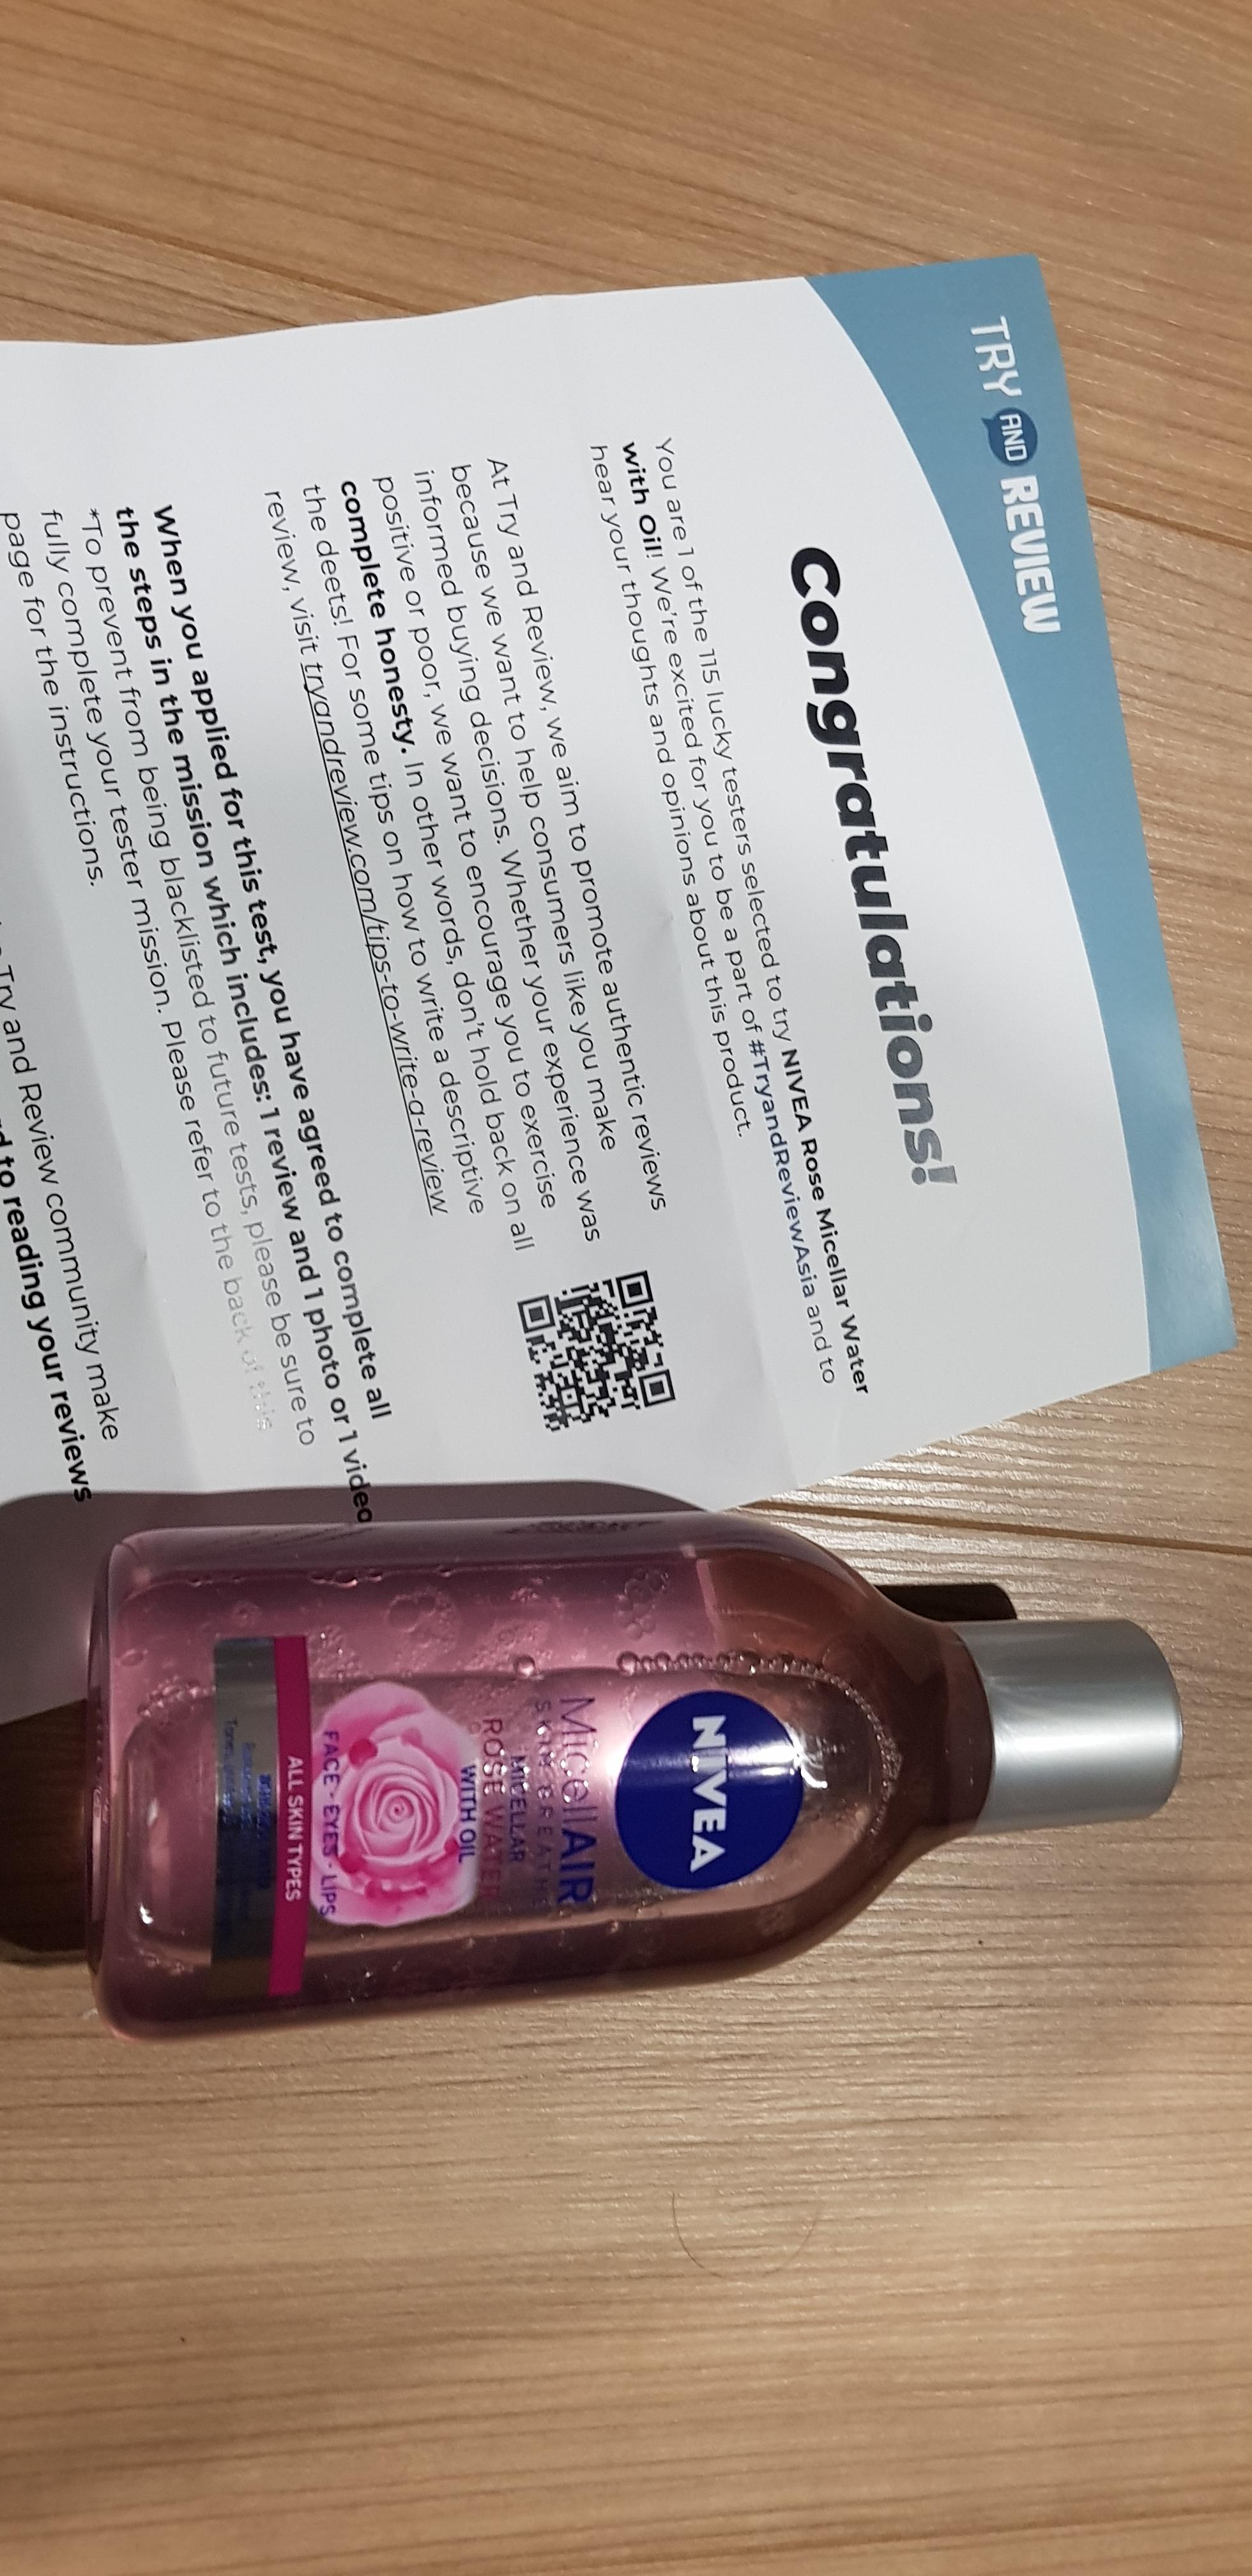 TRY AND REVIEW
Congratulations!
You are 1 of the 115 lucky testers selected to try NIVEA Rose Micellar Water
with Oil! We're excited for you to be a part of #TryandReviewAsia and to
hear your thoughts and opinions about this product.
At Try and Review, we aim to promote authentic reviews
because we want to help consumers like you make
informed buying decisions. Whether your experience was
positive or poor, we want to encourage you to exercise
complete honesty. In other words, don't hold back on all
the deets! For some tips on how to write a descriptive
review, visit tryandreview.com/tips-to-write-a-review
When you applied for this test, you have agreed to complete all
the steps in the mission which includes: 1 review and 1 photo or 1 video
*To prevent from being blacklisted to future tests, please be sure to
fully complete your tester mission. Please refer to the back of this
page for the instructions.
Try and Review community make
to reading your reviews
NIVEA
MicellAIR
SKIN BREATHE
MICELLAR
ROSE WATER
WITH OIL
FACE · EYES · LIPS
ALL SKIN TYPES